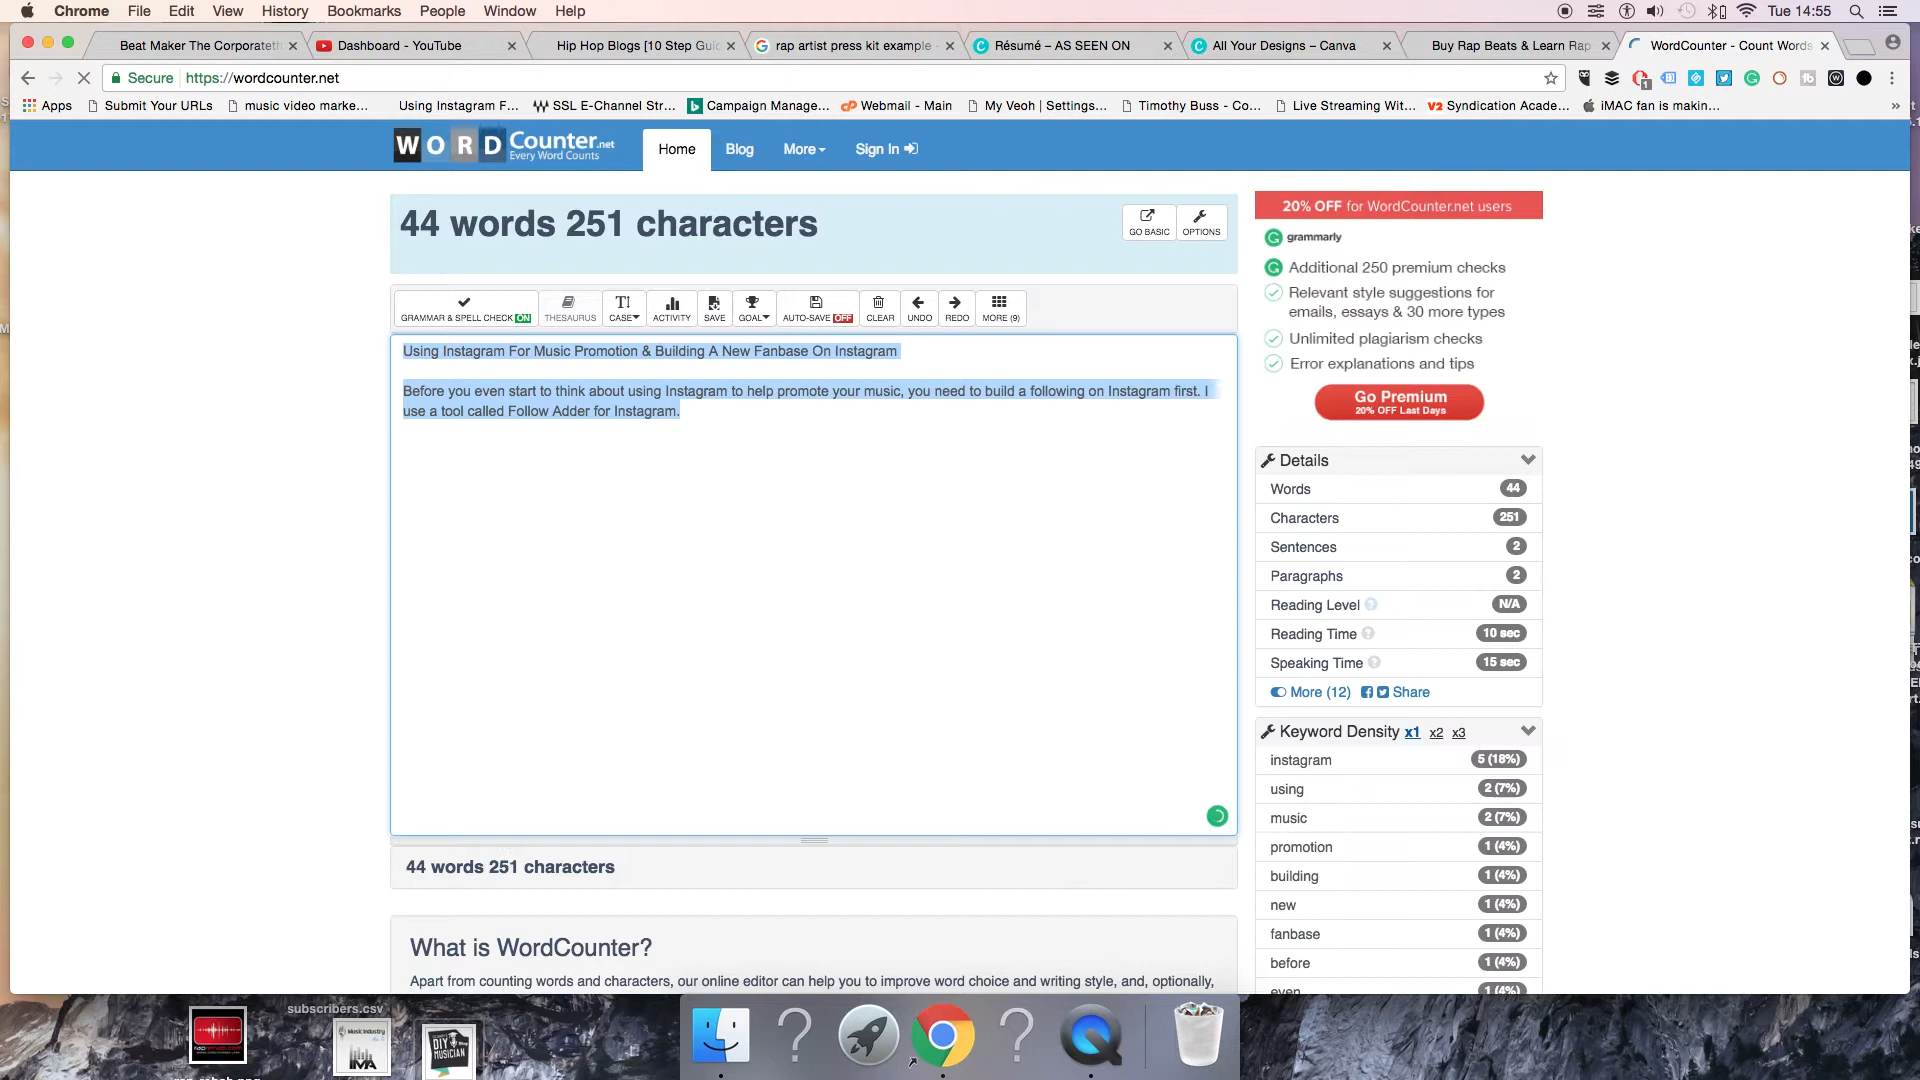 Chrome File Edit View History Bookmarks People Window Help Tue 14:55
Beat Maker The Corporateth
Dashboard - YouTube
Hip Hop Blogs [10 Step Guid
rap artist press kit example -
Résumé – AS SEEN ON
All Your Designs – Canva
Buy Rap Beats & Learn Rap
WordCounter - Count Words
Secure https://wordcounter.net
Apps Submit Your URLs music video marke... Using Instagram F... SSL E-Channel Str... Campaign Manage... Webmail - Main My Veoh | Settings... Timothy Buss - Co... Live Streaming Wit... Syndication Acade... iMAC fan is makin... »
WORD Counter.net
Every Word Counts
Home Blog More Sign In
44 words 251 characters
GO BASIC OPTIONS
GRAMMAR & SPELL CHECK ON THESAURUS CASE ACTIVITY SAVE GOAL AUTO-SAVE OFF CLEAR UNDO REDO MORE (9)
Using Instagram For Music Promotion & Building A New Fanbase On Instagram
Before you even start to think about using Instagram to help promote your music, you need to build a following on Instagram first. I
use a tool called Follow Adder for Instagram.
44 words 251 characters
What is WordCounter?
Apart from counting words and characters, our online editor can help you to improve word choice and writing style, and, optionally,
20% OFF for WordCounter.net users
grammarly
Additional 250 premium checks
Relevant style suggestions for
emails, essays & 30 more types
Unlimited plagiarism checks
Error explanations and tips
Go Premium
20% OFF Last Days
Details
Words 44
Characters 251
Sentences 2
Paragraphs 2
Reading Level N/A
Reading Time 10 sec
Speaking Time 15 sec
More (12) Share
Keyword Density x1 x2 x3
instagram 5 (18%)
using 2 (7%)
music 2 (7%)
promotion 1 (4%)
building 1 (4%)
new 1 (4%)
fanbase 1 (4%)
before 1 (4%)
even 1 (4%)
subscribers.csv
Music Industry
IMA
DIY
MUSICIAN